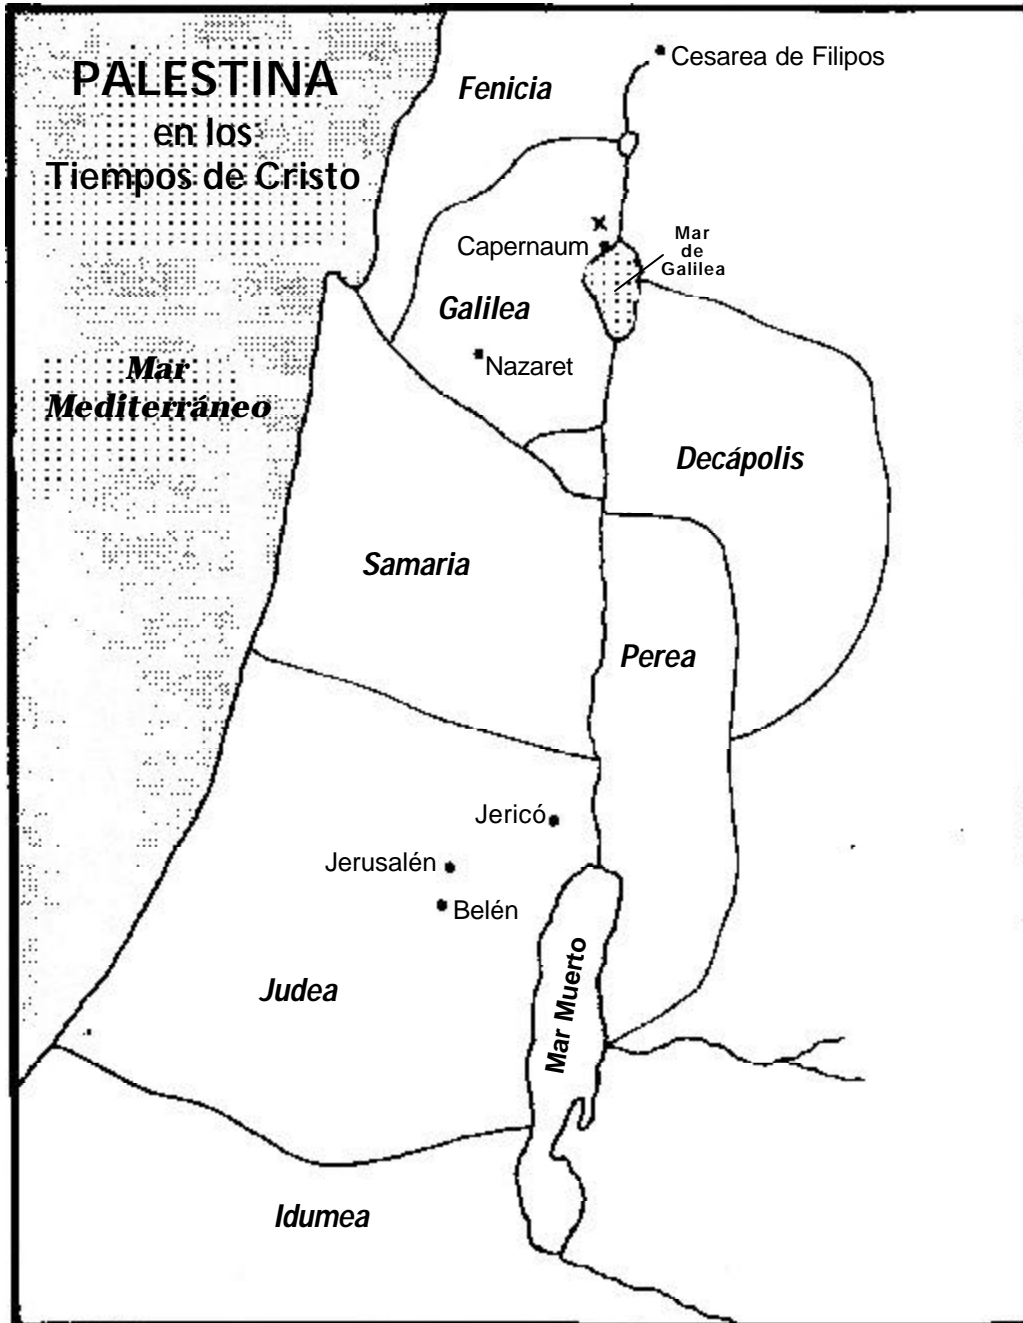 PALESTINA
en los
Tiempos de Cristo
Cesarea de Filipos
Fenicia
Capernaum
Mar
de
Galilea
Galilea
Nazaret
Mar
Mediterráneo
Decápolis
Samaria
Perea
Jericó
Jerusalén
Belén
Judea
Mar Muerto
Idumea